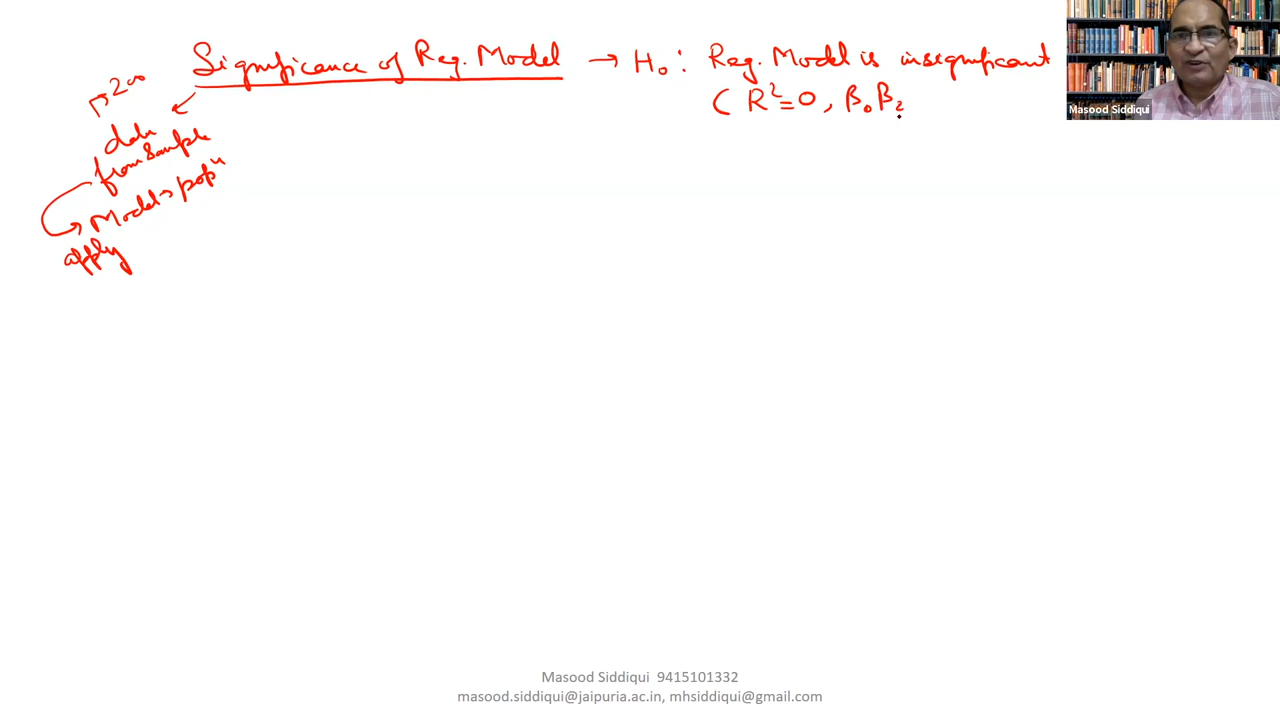 Significance of Reg. Model → H₀ : Reg. Model is insignificant
( R²=0, β₀ β₂
→ 200
data
from Sample
Model → popⁿ
apply
Masood Siddiqui
Masood Siddiqui 9415101332
masood.siddiqui@jaipuria.ac.in, mhsiddiqui@gmail.com